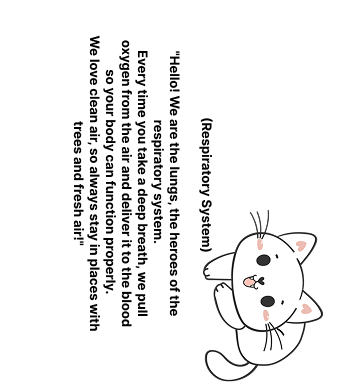 (Respiratory System)
"Hello! We are the lungs, the heroes of the
respiratory system.
Every time you take a deep breath, we pull
oxygen from the air and deliver it to the blood
so your body can function properly.
We love clean air, so always stay in places with
trees and fresh air!"